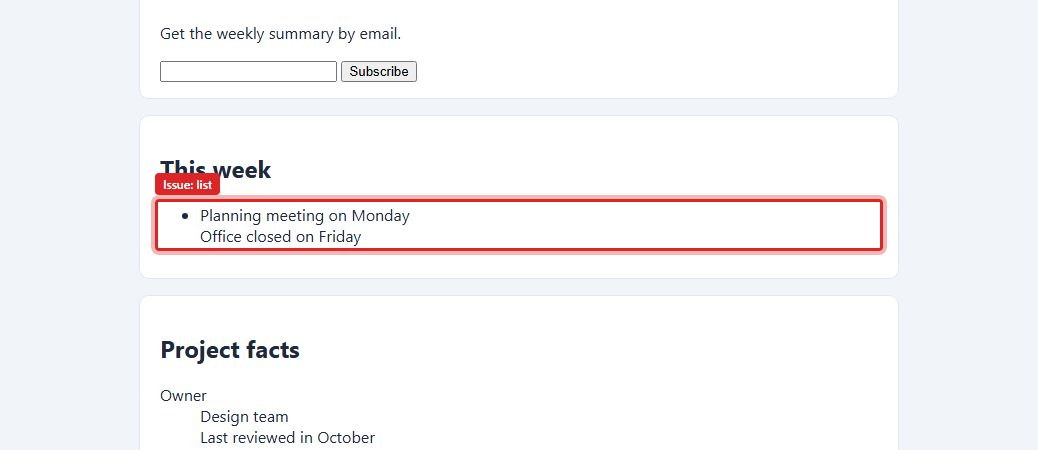 Get the weekly summary by email.
Subscribe
This week
Issue: list
Planning meeting on Monday
Office closed on Friday
Project facts
Owner
Design team
Last reviewed in October